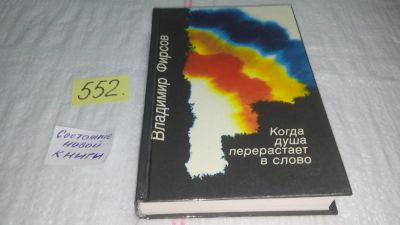 552.
Состояние
новой
книги
Владимир Фирсов
Когда
душа
перерастает
в слово